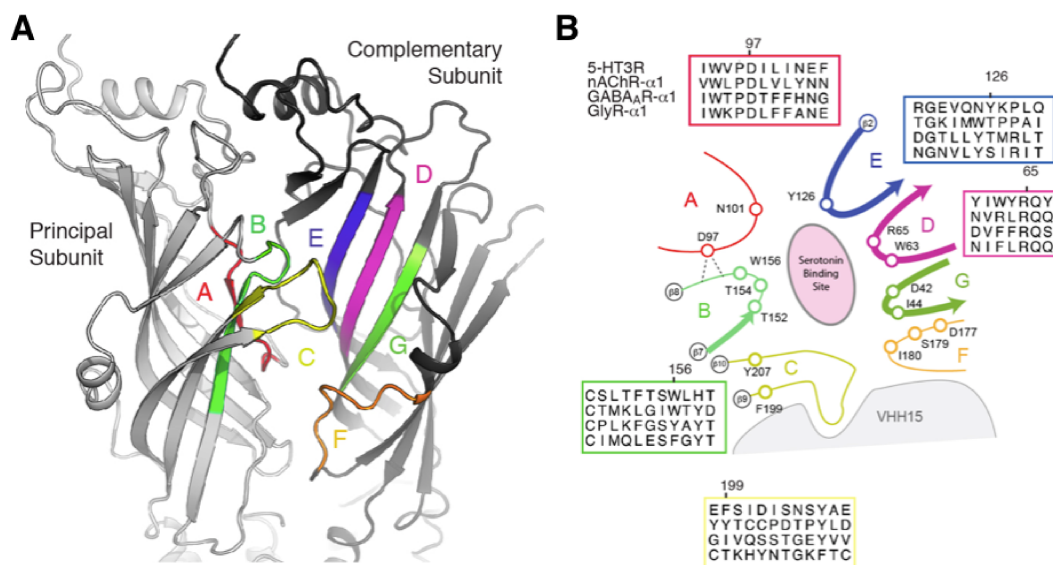 A
Complementary
Subunit
Principal
Subunit
A
B
C
D
E
F
G
B
97
5-HT3R
nAChR-α1
GABAAR-α1
GlyR-α1
IWVPDILINEF
VWLPDLVLYNN
IWTPDTFFHNG
IWKPDLFFANE
126
RGEVQNYKPLQ
TGKIMWTPPAI
DGTLLYTMRLT
NGNVLYSIRIT
65
YIWYRQY
NVRLRQQ
DVFFRQS
NIFLRQQ
β2
E
Y126
A
N101
D97
D
R65
W63
W156
β8
T154
B
T152
Serotonin
Binding
Site
D42
G
I44
D177
S179
I180
F
β7
β10
Y207
C
β9
F199
VHH15
156
CSLTFTSWLHT
CTMKLGIWTYD
CPLKFGSYAYT
CIMQLESFGYT
199
EFSIDISNSYAE
YYTCCPDTPYLD
GIVQSSTGEYVV
CTKHYNTGKFTC